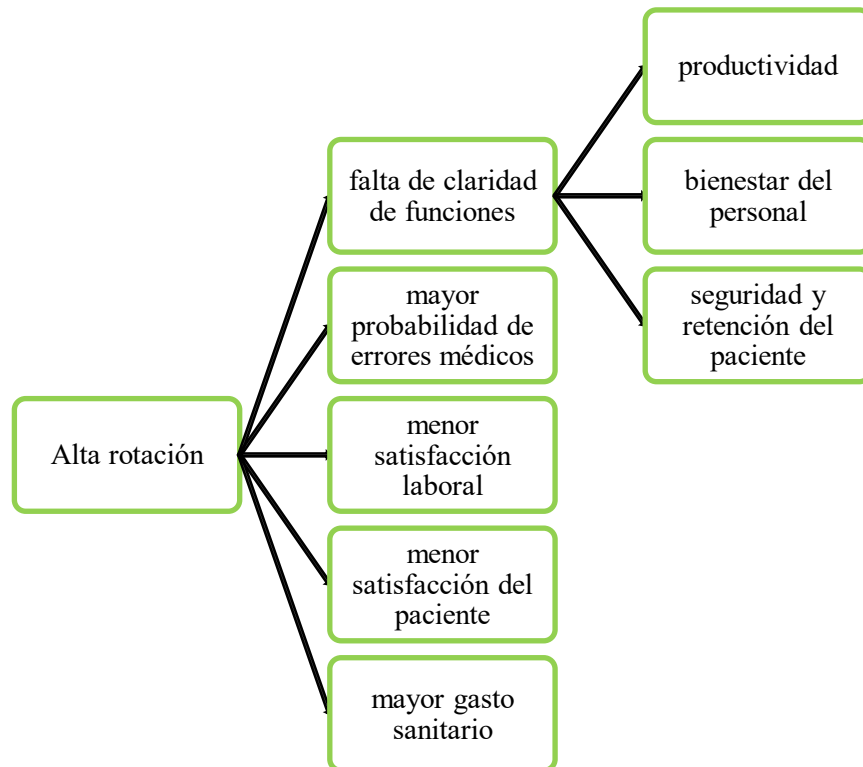 Alta rotación
falta de claridad
de funciones
mayor
probabilidad de
errores médicos
menor
satisfacción
laboral
menor
satisfacción del
paciente
mayor gasto
sanitario
productividad
bienestar del
personal
seguridad y
retención del
paciente